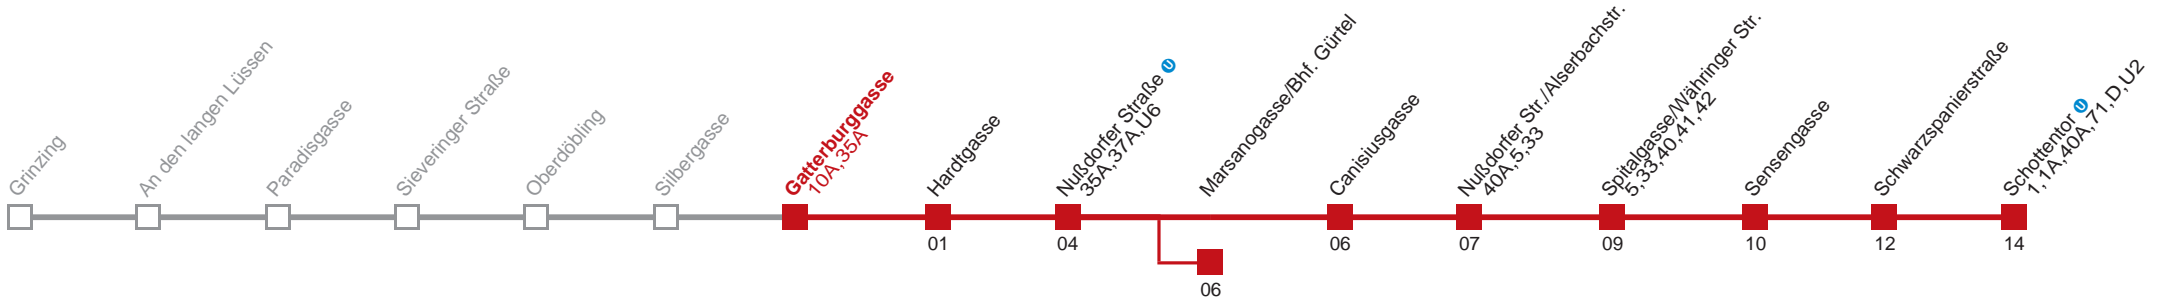 Grinzing
An den langen Lüssen
Paradisgasse
Sieveringer Straße
Oberdöbling
Silbergasse
Gatterburggasse
10A,35A
Hardtgasse
01
Nußdorfer Straße U
35A,37A,U6
04
Marsanogasse/Bhf. Gürtel
06
Canisiusgasse
06
Nußdorfer Str./Alserbachstr.
40A,5,33
07
Spitalgasse/Währinger Str.
5,33,40,41,42
09
Sensengasse
10
Schwarzspanierstraße
12
Schottentor U
1,1A,40A,71,D,U2
14